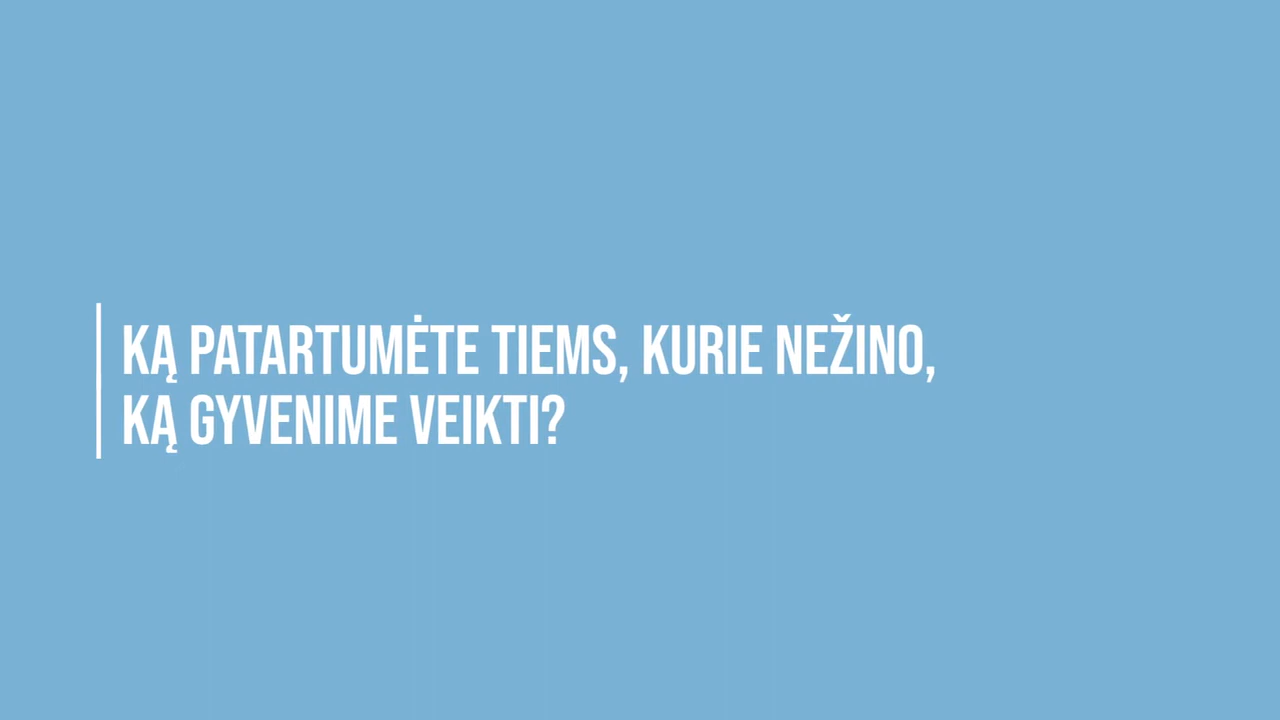 KĄ PATARTUMĖTE TIEMS, KURIE NEŽINO,
KĄ GYVENIME VEIKTI?